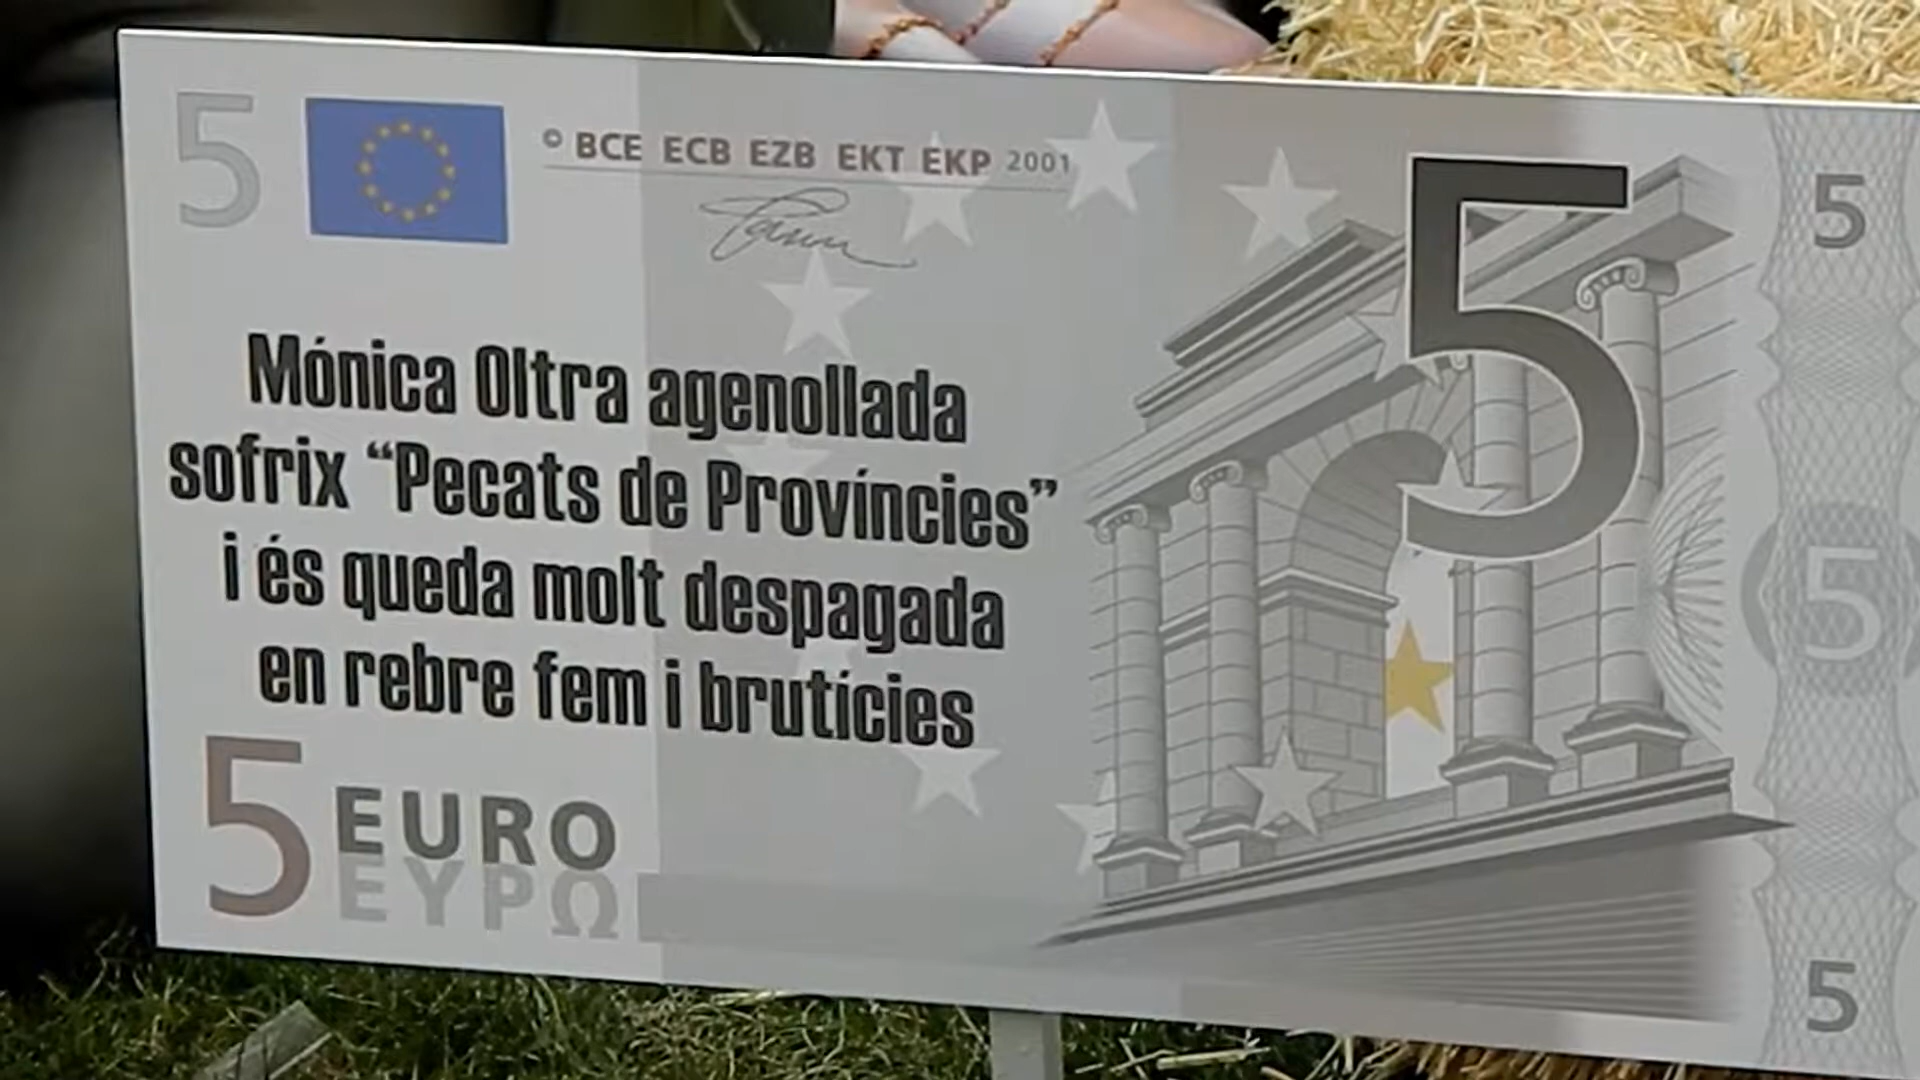 5
© BCE ECB EZB EKT EKP 2001
5
5
Mónica Oltra agenollada
sofrix “Pecats de Províncies”
i és queda molt despagada
en rebre fem i brutícies
5
5 EURO
ΕΥΡΩ
5